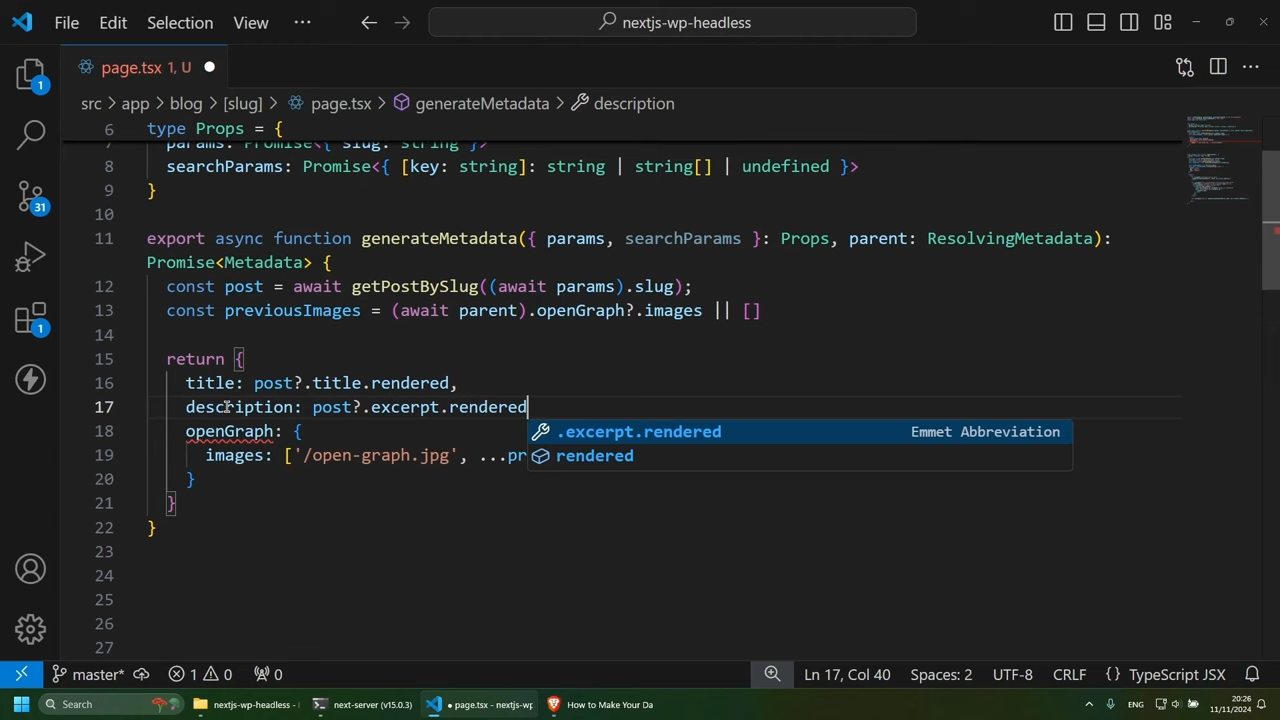 File Edit Selection View ··· nextjs-wp-headless
page.tsx 1, U
src > app > blog > [slug] > page.tsx > generateMetadata > description
6 type Props = {
7 params: Promise<{ slug: string }>
8 searchParams: Promise<{ [key: string]: string | string[] | undefined }>
9 }
10
11 export async function generateMetadata({ params, searchParams }: Props, parent: ResolvingMetadata):
Promise<Metadata> {
12 const post = await getPostBySlug((await params).slug);
13 const previousImages = (await parent).openGraph?.images || []
14
15 return {
16 title: post?.title.rendered,
17 description: post?.excerpt.rendered
18 openGraph: {
.excerpt.rendered Emmet Abbreviation
19 images: ['/open-graph.jpg', ...pr
rendered
20 }
21 }
22 }
23
24
25
26
27
1
31
1
master* 1 0 0 Ln 17, Col 40 Spaces: 2 UTF-8 CRLF {} TypeScript JSX
Search nextjs-wp-headless - next-server (v15.0.3) ● page.tsx - nextjs-wp How to Make Your Da ENG 20:26
11/11/2024